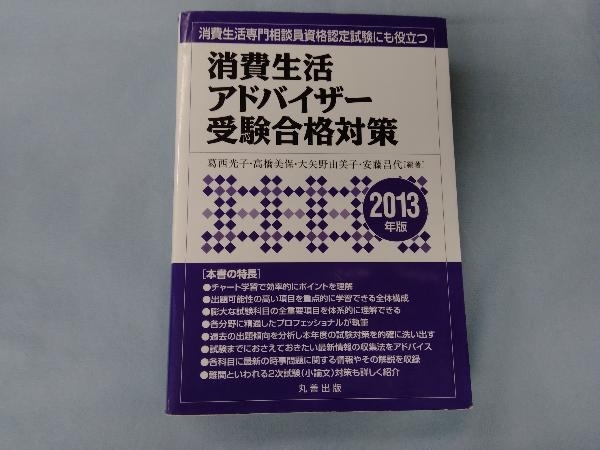 消費生活専門相談員資格認定試験にも役立つ
消費生活
アドバイザー
受験合格対策
葛西光子・高橋美保・大矢野由美子・安藤昌代[編著]
2013
年版
[本書の特長]
●チャート学習で効率的にポイントを理解
●出題可能性の高い項目を重点的に学習できる全体構成
●膨大な試験科目の全重要項目を体系的に理解できる
●各分野に精通したプロフェッショナルが執筆
●過去の出題傾向を分析し本年度の試験対策を的確に洗い出す
●試験までにおさえておきたい最新情報の収集法をアドバイス
●各科目に最新の時事問題に関する情報やその解説を収録
●難関といわれる2次試験(小論文)対策も詳しく紹介
丸善出版